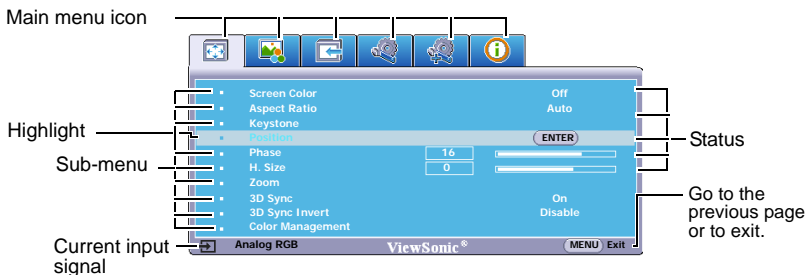 Main menu icon
Screen Color Off
Aspect Ratio Auto
Keystone
Highlight
Position ENTER
Status
Phase 16
Sub-menu
H. Size 0
Zoom
3D Sync On
3D Sync Invert Disable
Color Management
Go to the
previous page
or to exit.
Current input
signal
Analog RGB ViewSonic® MENU Exit